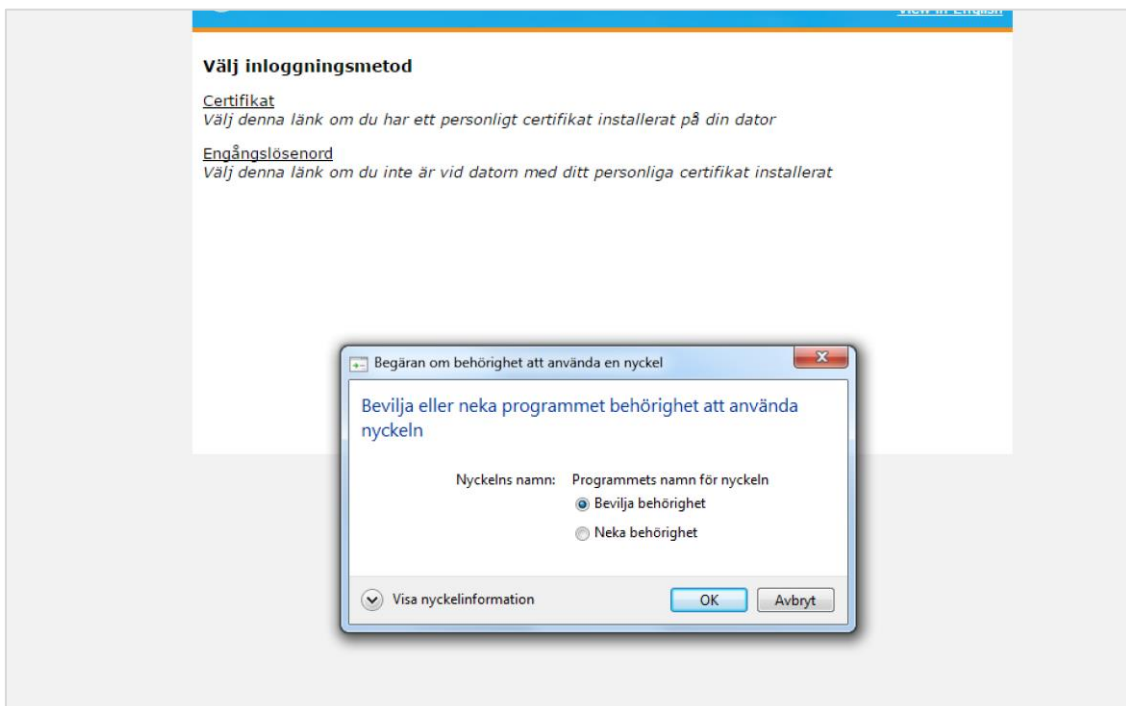 View in English
Välj inloggningsmetod
Certifikat
Välj denna länk om du har ett personligt certifikat installerat på din dator
Engångslösenord
Välj denna länk om du inte är vid datorn med ditt personliga certifikat installerat
Begäran om behörighet att använda en nyckel
Bevilja eller neka programmet behörighet att använda
nyckeln
Nyckelns namn: Programmets namn för nyckeln
Bevilja behörighet
Neka behörighet
Visa nyckelinformation OK Avbryt